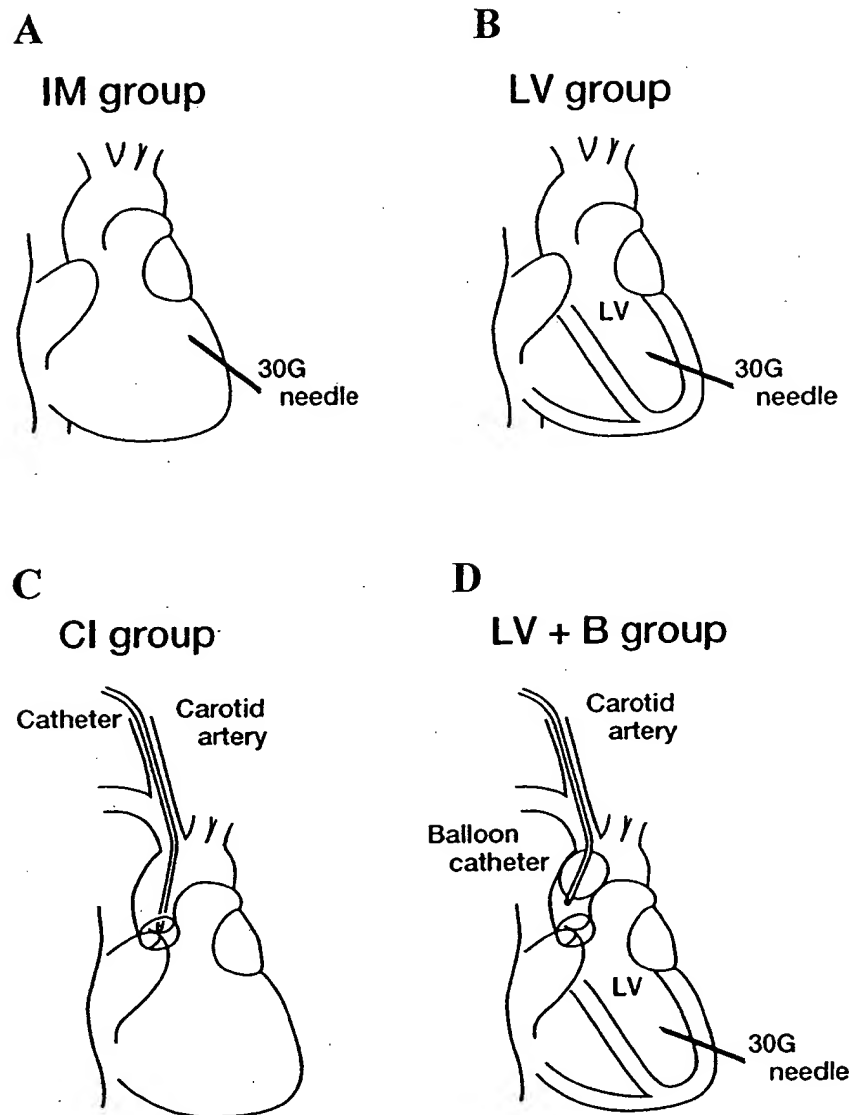 A
IM group
30G
needle
B
LV group
LV
30G
needle
C
CI group
Catheter
Carotid
artery
D
LV + B group
Carotid
artery
Balloon
catheter
LV
30G
needle